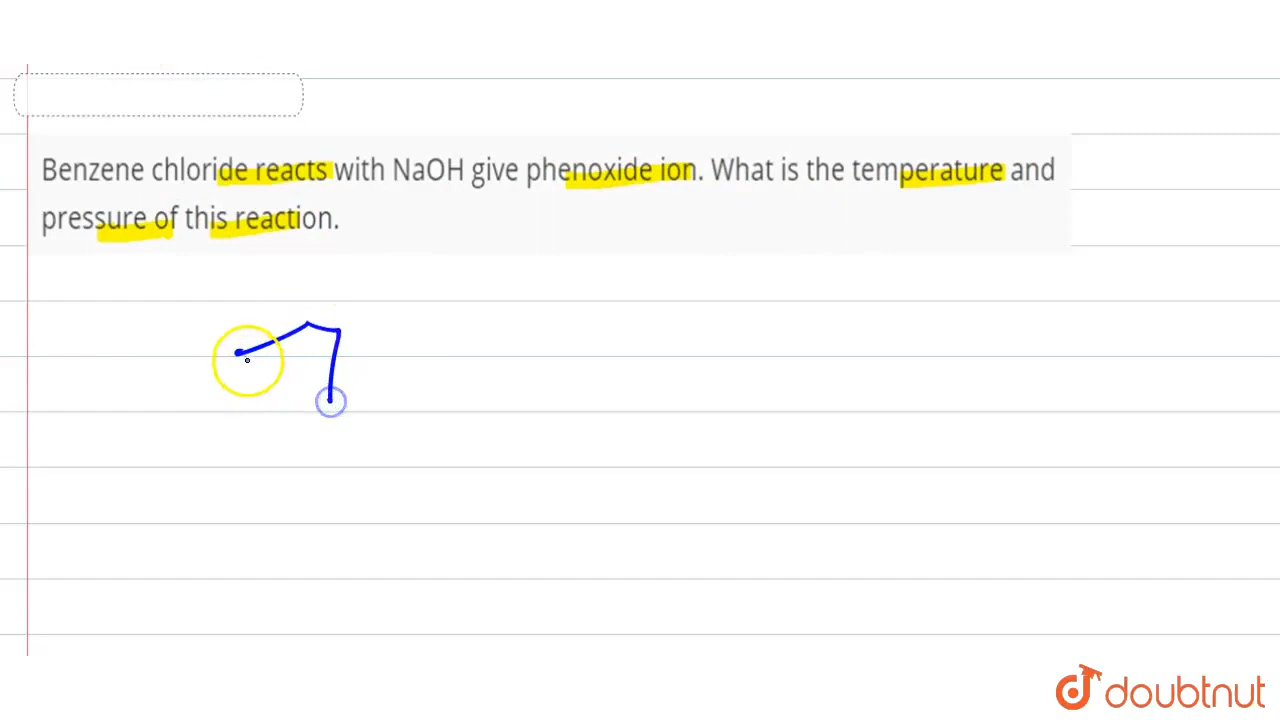 Benzene chloride reacts with NaOH give phenoxide ion. What is the temperature and
pressure of this reaction.
doubtnut